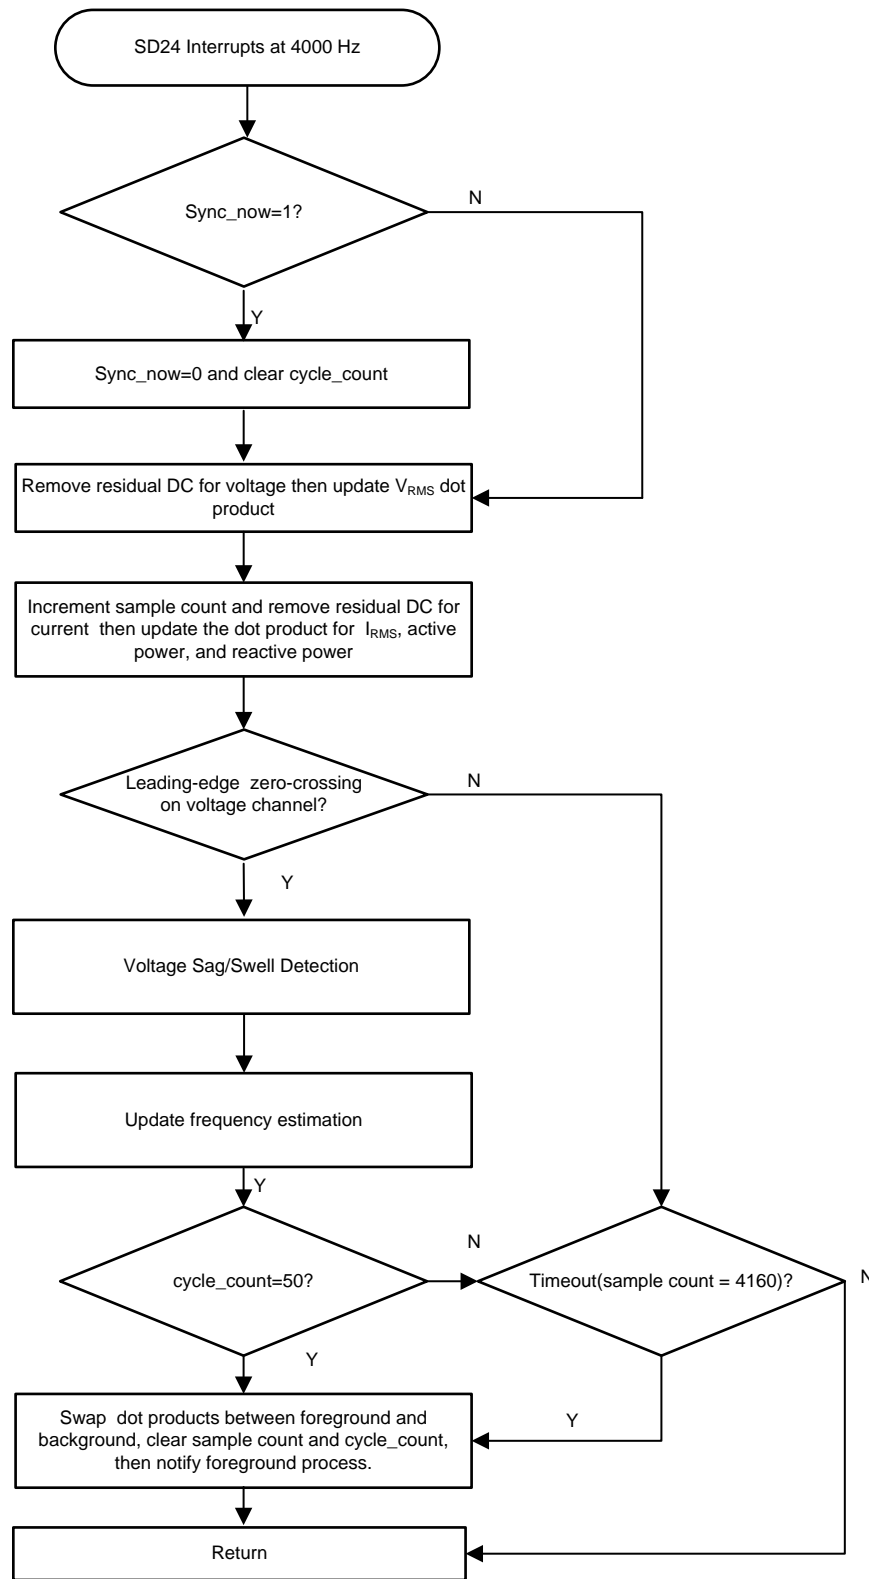 SD24 Interrupts at 4000 Hz
Sync_now=1?
N
Y
Sync_now=0 and clear cycle_count
Remove residual DC for voltage then update VRMS dot
product
Increment sample count and remove residual DC for
current then update the dot product for IRMS, active
power, and reactive power
Leading-edge zero-crossing
on voltage channel?
N
Y
Voltage Sag/Swell Detection
Update frequency estimation
Y
cycle_count=50?
N
Timeout(sample count = 4160)?
N
Y
Swap dot products between foreground and
background, clear sample count and cycle_count,
then notify foreground process.
Y
Return